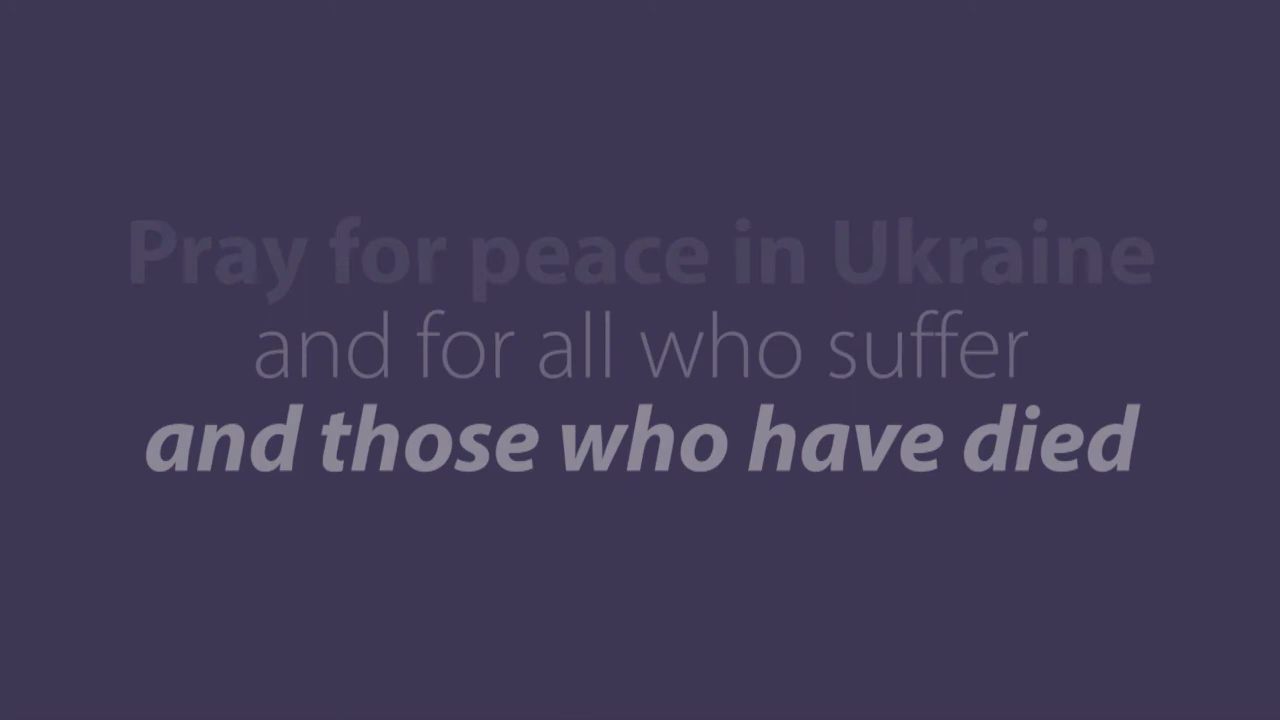 Pray for peace in Ukraine
and for all who suffer
and those who have died